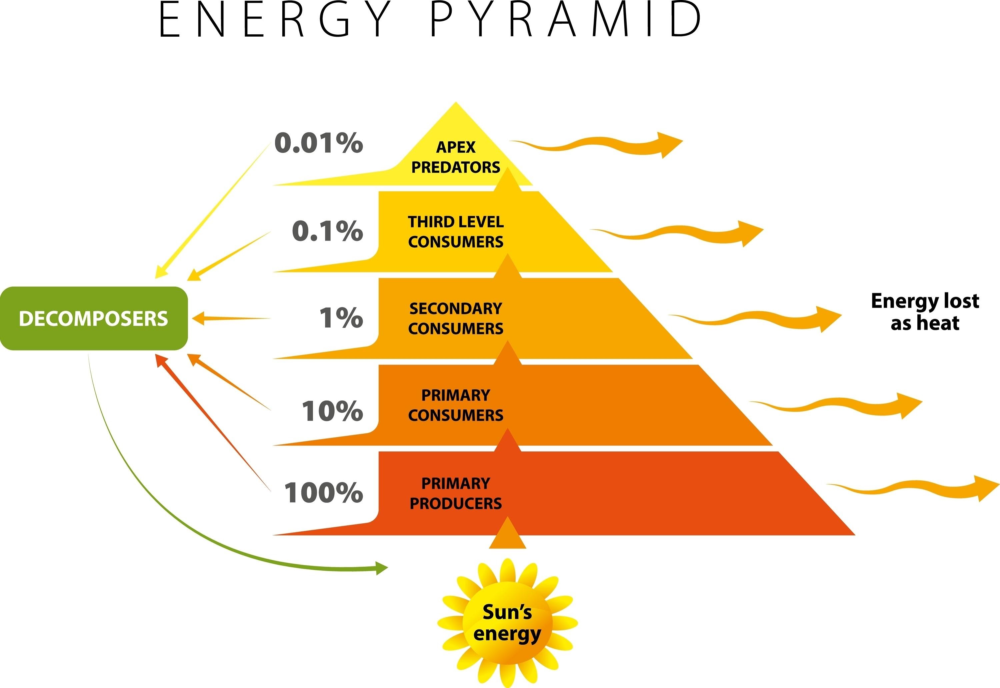 ENERGY PYRAMID
0.01%
APEX
PREDATORS
0.1%
THIRD LEVEL
CONSUMERS
DECOMPOSERS
1%
SECONDARY
CONSUMERS
Energy lost
as heat
10%
PRIMARY
CONSUMERS
100%
PRIMARY
PRODUCERS
Sun's
energy